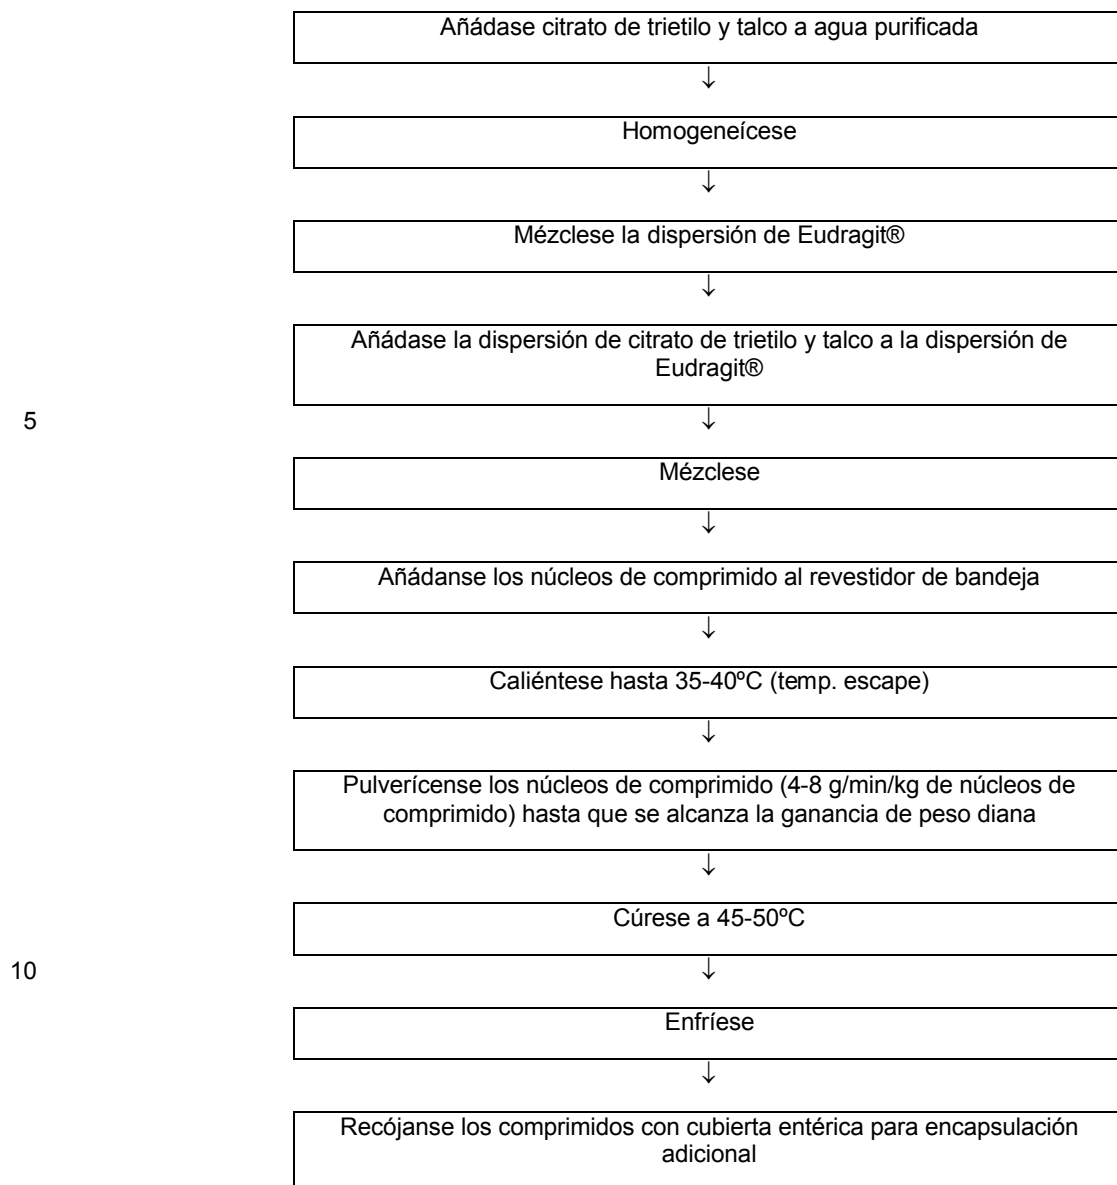 Añádase citrato de trietilo y talco a agua purificada
↓
Homogeneícese
↓
Mézclese la dispersión de Eudragit®
↓
Añádase la dispersión de citrato de trietilo y talco a la dispersión de
Eudragit®
5
↓
Mézclese
↓
Añádanse los núcleos de comprimido al revestidor de bandeja
↓
Caliéntese hasta 35-40ºC (temp. escape)
↓
Pulverícense los núcleos de comprimido (4-8 g/min/kg de núcleos de
comprimido) hasta que se alcanza la ganancia de peso diana
↓
Cúrese a 45-50ºC
10
↓
Enfríese
↓
Recójanse los comprimidos con cubierta entérica para encapsulación
adicional